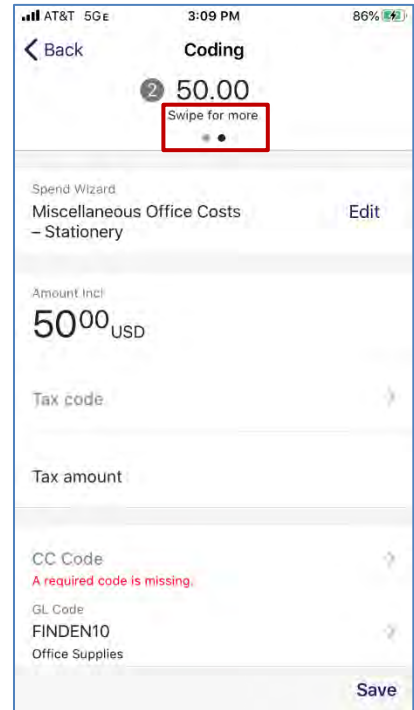 AT&T 5GE 3:09 PM 86%
Back Coding
2 50.00
Swipe for more
Spend Wizard
Miscellaneous Office Costs Edit
– Stationery
Amount Incl
50⁰⁰ USD
Tax code
Tax amount
CC Code
A required code is missing.
GL Code
FINDEN10
Office Supplies
Save